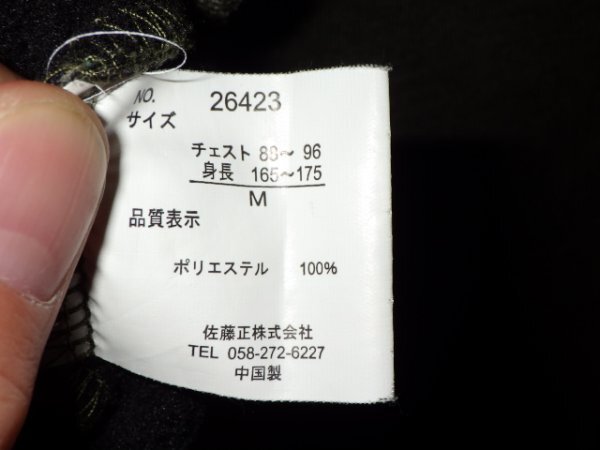 NO. 26423
サイズ
チェスト 88～ 96
身長 165～175
M
品質表示
ポリエステル 100%
佐藤正株式会社
TEL 058-272-6227
中国製